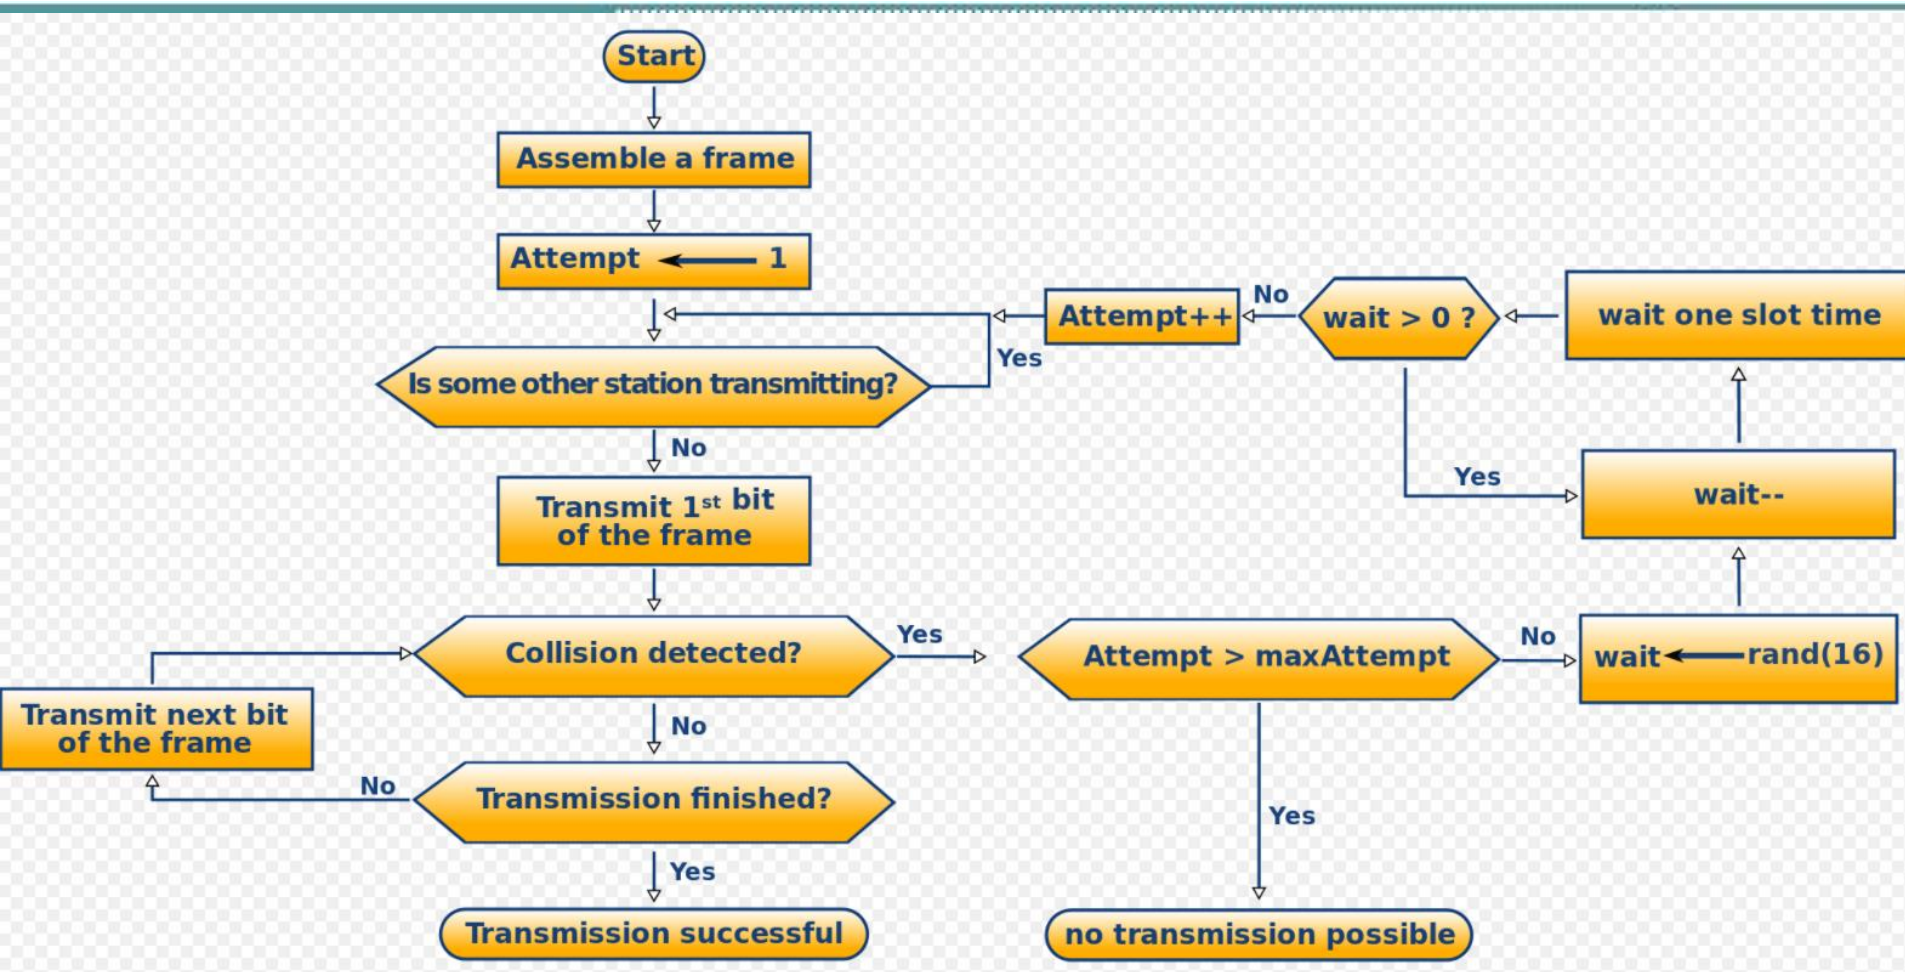 Start
Assemble a frame
Attempt 1
No
Attempt++
wait > 0 ?
wait one slot time
Yes
Is some other station transmitting?
No
Yes
wait--
Transmit 1st bit
of the frame
Yes
Collision detected?
No
Attempt > maxAttempt
wait rand(16)
Transmit next bit
of the frame
No
No
Transmission finished?
Yes
Yes
Transmission successful
no transmission possible